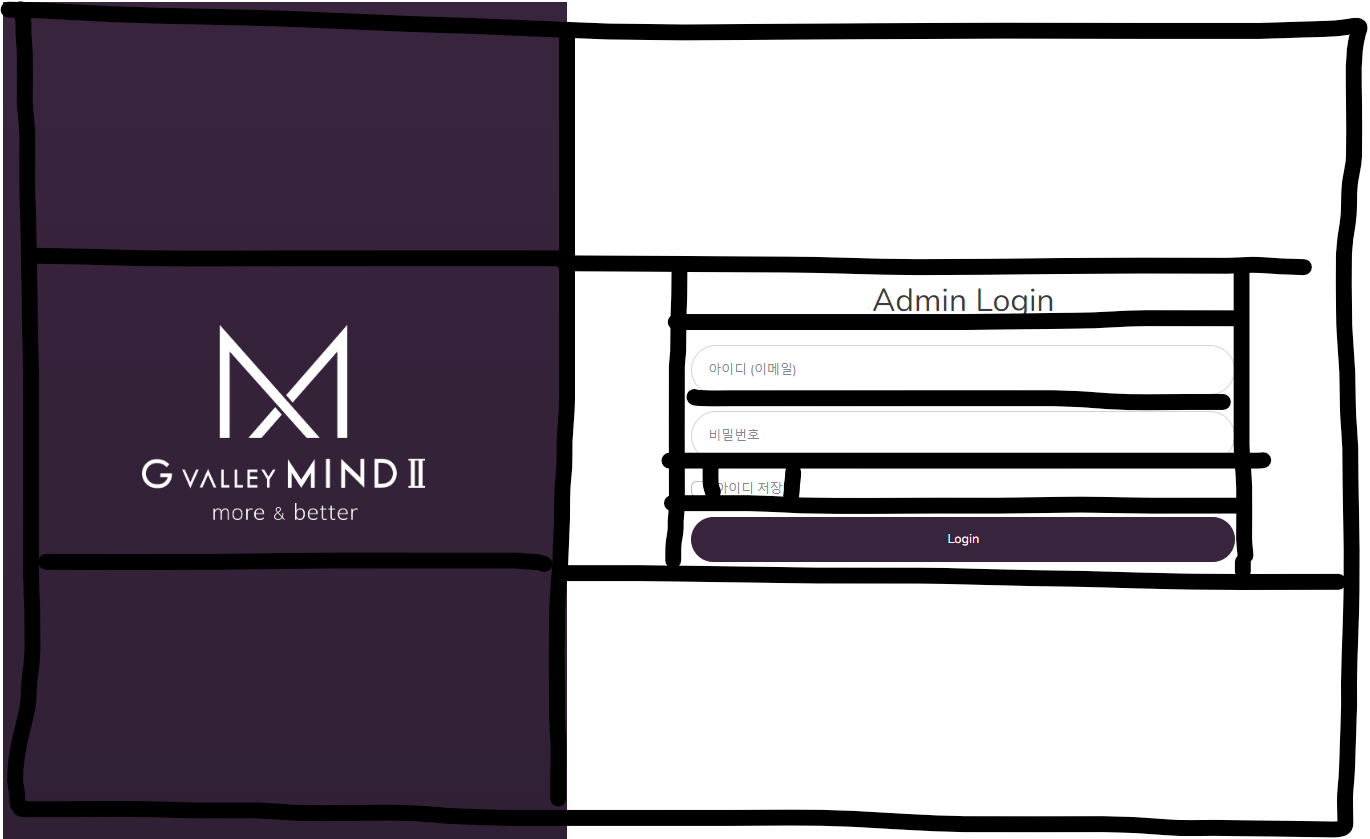 G VALLEY MIND Ⅱ
more & better
Admin Login
아이디 (이메일)
비밀번호
아이디 저장
Login